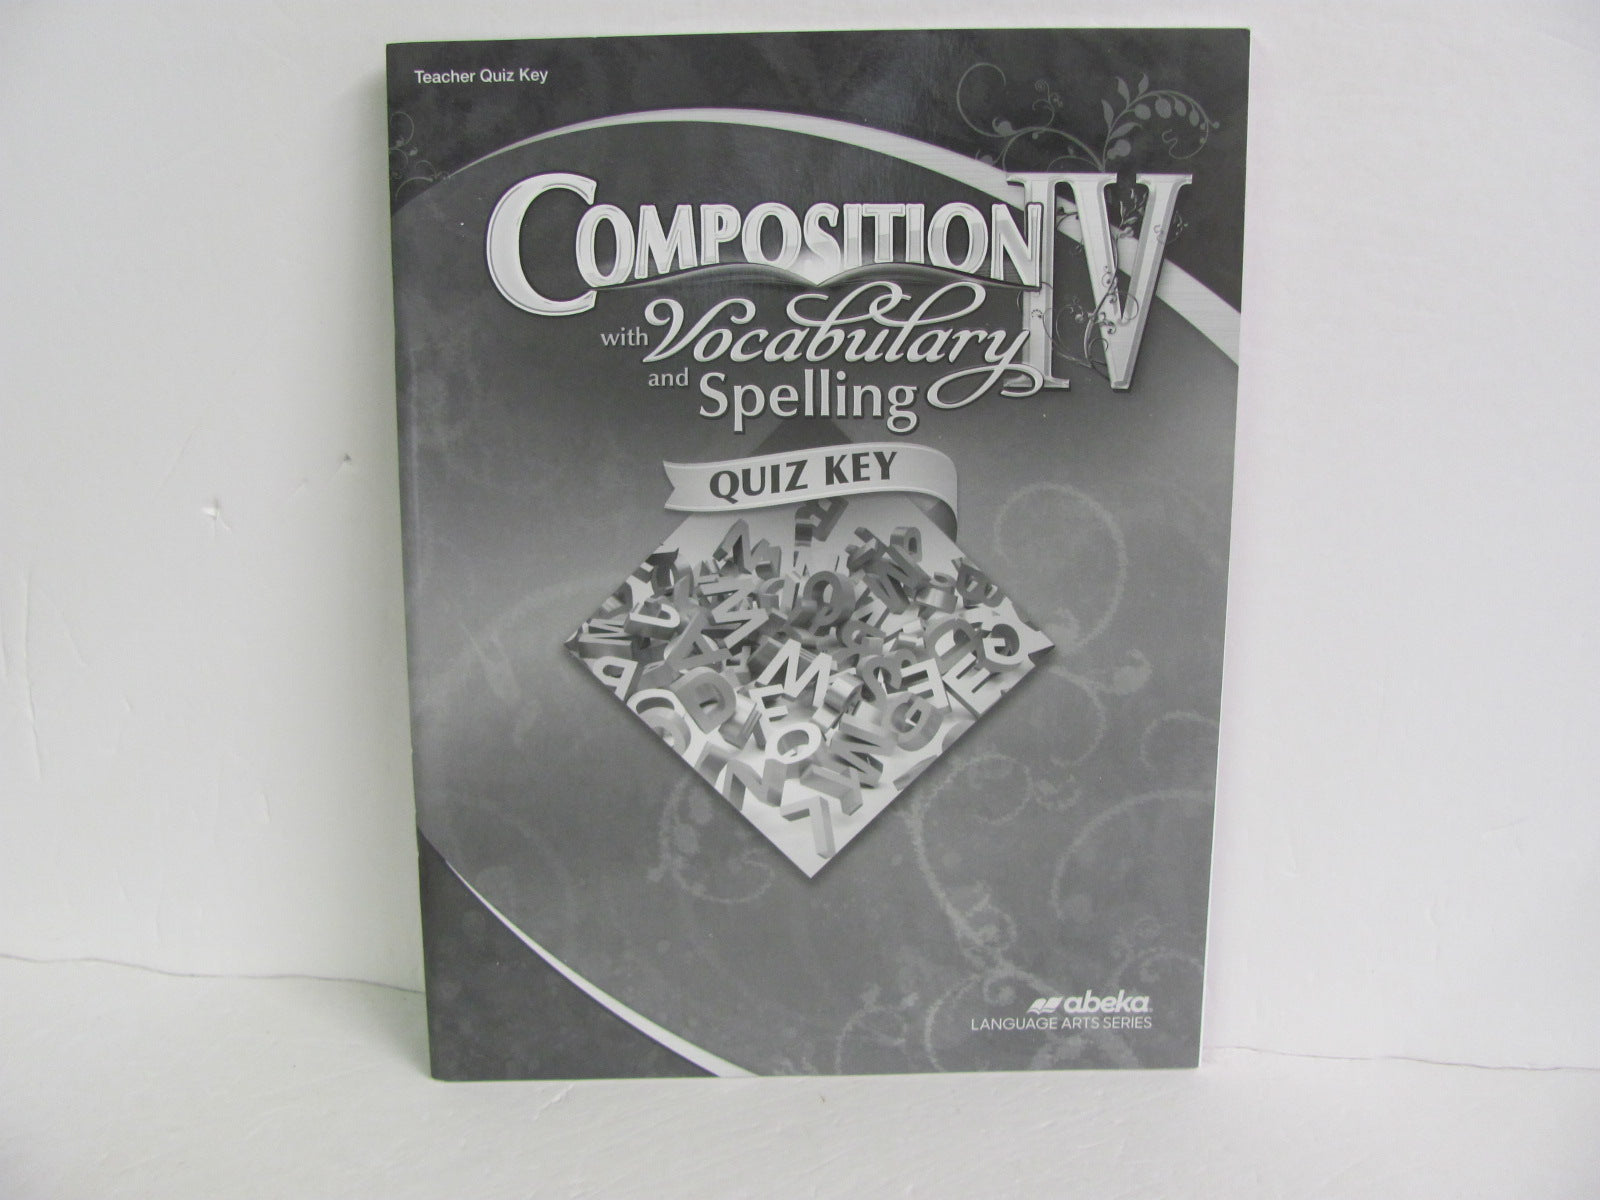 Teacher Quiz Key
COMPOSITION IV
with Vocabulary
and Spelling
QUIZ KEY
abeka
LANGUAGE ARTS SERIES